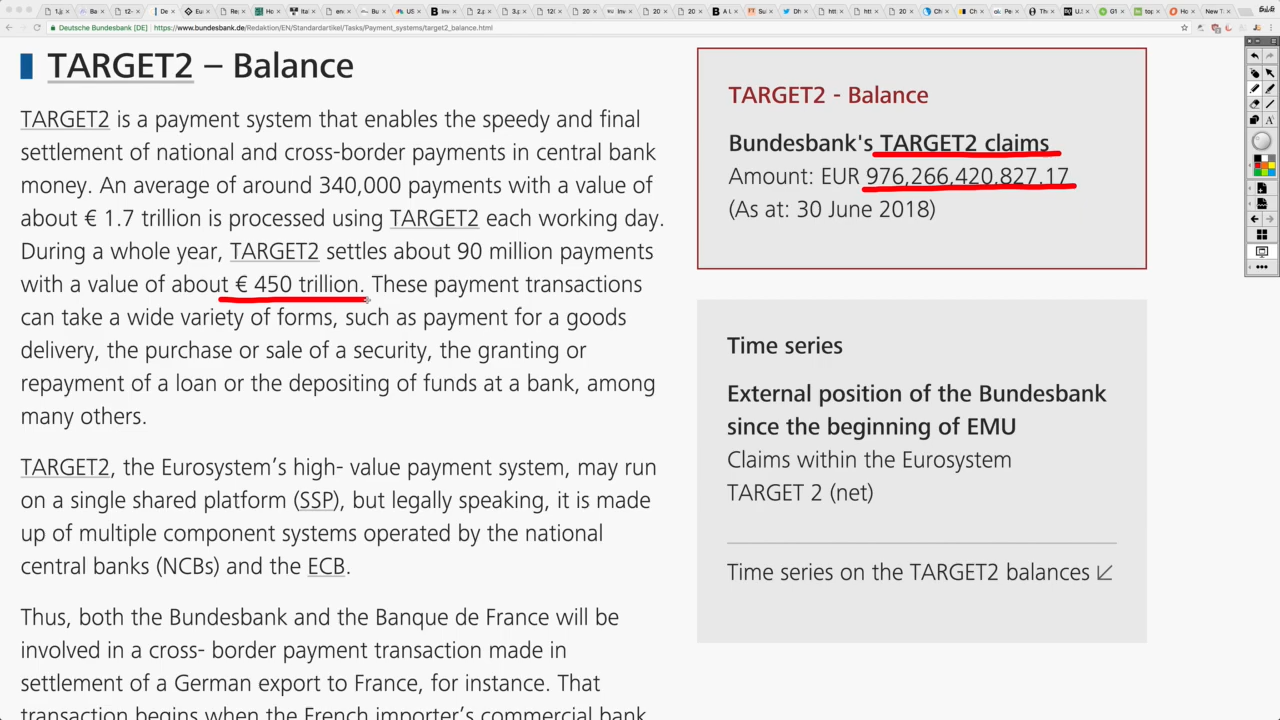 Deutsche Bundesbank [DE]
https://www.bundesbank.de/Redaktion/EN/Standardartikel/Tasks/Payment_systems/target2_balance.html
TARGET2 – Balance
TARGET2 is a payment system that enables the speedy and final
settlement of national and cross-border payments in central bank
money. An average of around 340,000 payments with a value of
about € 1.7 trillion is processed using TARGET2 each working day.
During a whole year, TARGET2 settles about 90 million payments
with a value of about € 450 trillion. These payment transactions
can take a wide variety of forms, such as payment for a goods
delivery, the purchase or sale of a security, the granting or
repayment of a loan or the depositing of funds at a bank, among
many others.
TARGET2, the Eurosystem's high- value payment system, may run
on a single shared platform (SSP), but legally speaking, it is made
up of multiple component systems operated by the national
central banks (NCBs) and the ECB.
Thus, both the Bundesbank and the Banque de France will be
involved in a cross- border payment transaction made in
settlement of a German export to France, for instance. That
transaction begins when the French importer's commercial bank
TARGET2 - Balance
Bundesbank's TARGET2 claims
Amount: EUR 976,266,420,827.17
(As at: 30 June 2018)
Time series
External position of the Bundesbank
since the beginning of EMU
Claims within the Eurosystem
TARGET 2 (net)
Time series on the TARGET2 balances